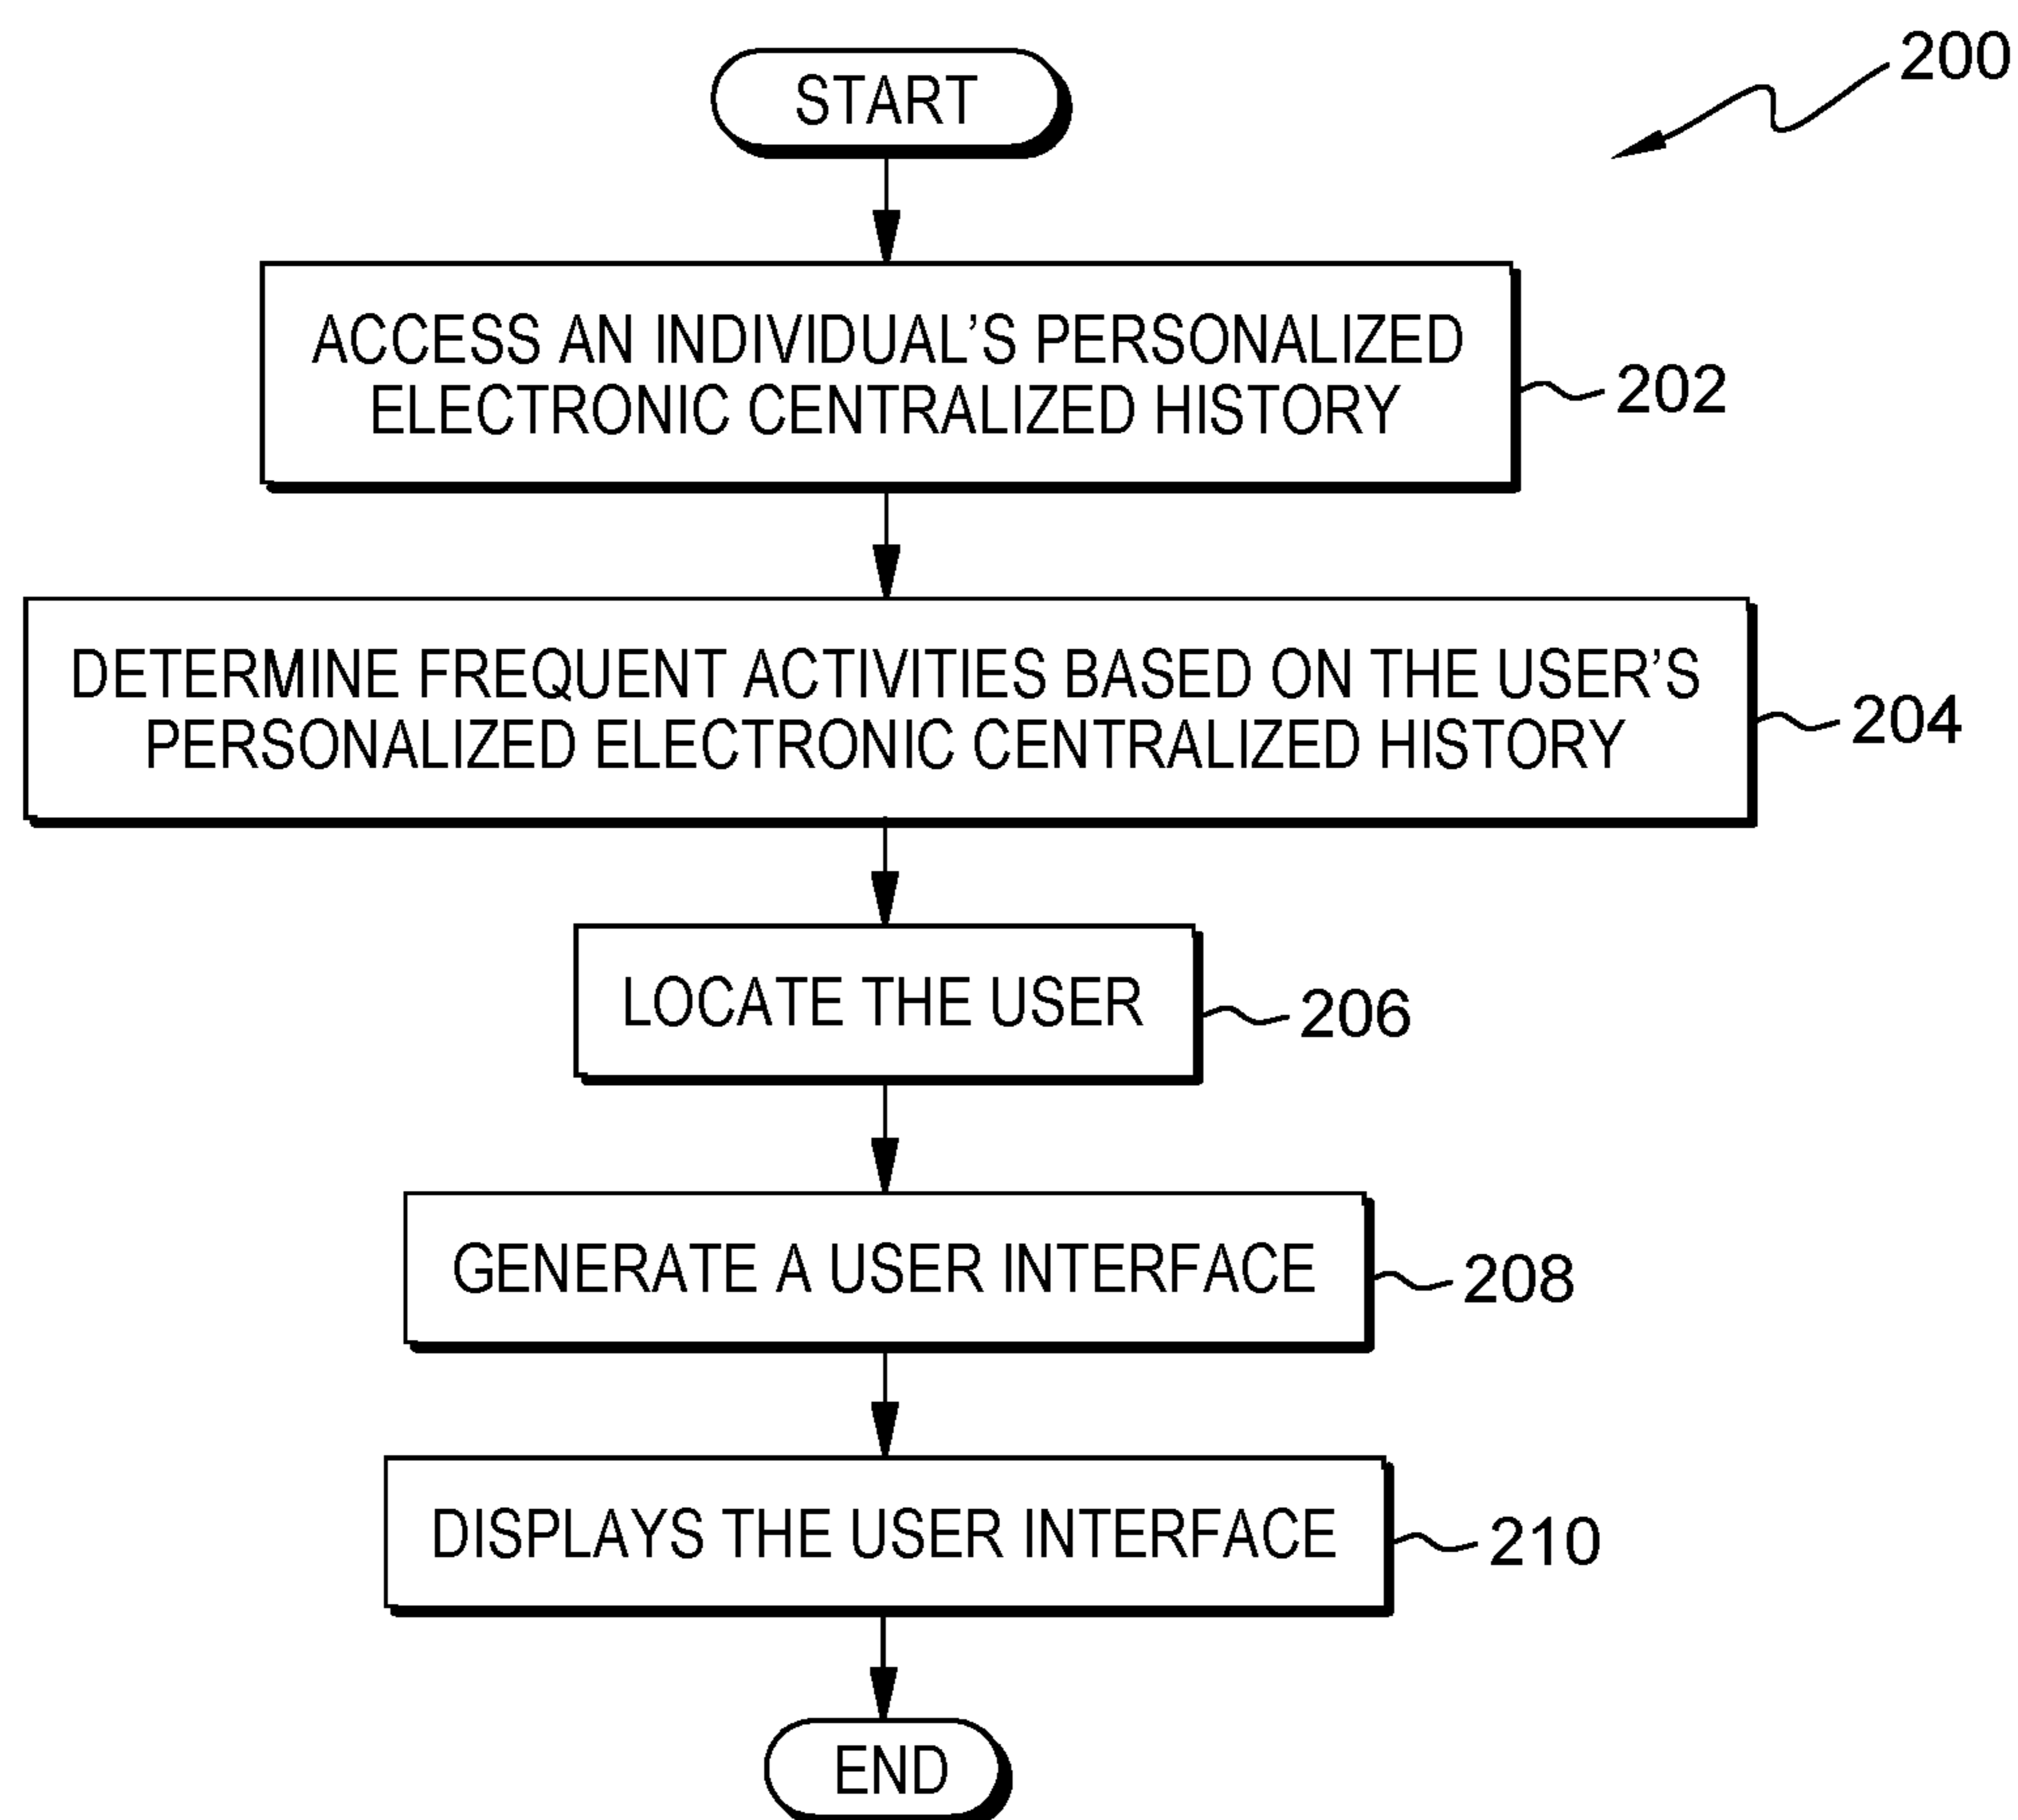 START
200
ACCESS AN INDIVIDUAL'S PERSONALIZED
ELECTRONIC CENTRALIZED HISTORY
202
DETERMINE FREQUENT ACTIVITIES BASED ON THE USER'S
PERSONALIZED ELECTRONIC CENTRALIZED HISTORY
204
LOCATE THE USER
206
GENERATE A USER INTERFACE
208
DISPLAYS THE USER INTERFACE
210
END